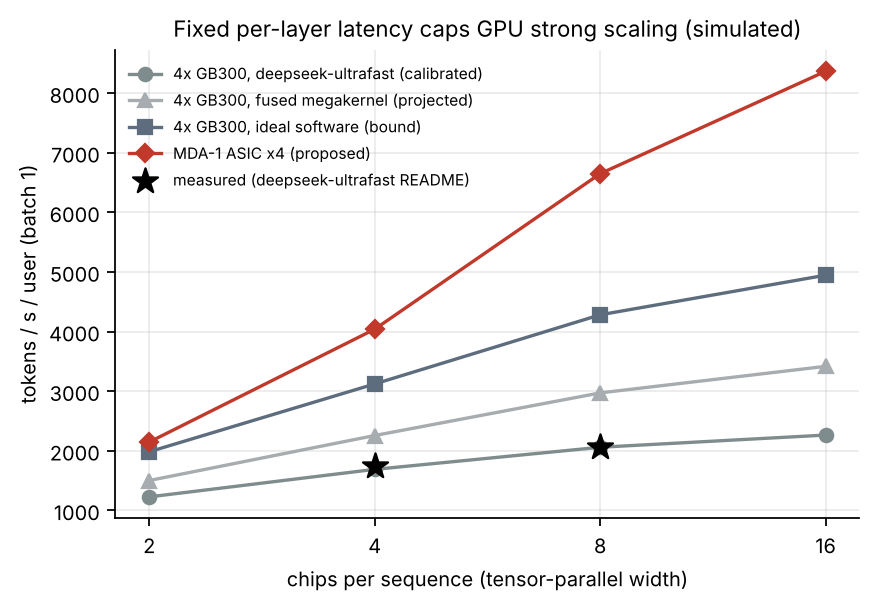 Fixed per-layer latency caps GPU strong scaling (simulated)
4x GB300, deepseek-ultrafast (calibrated)
4x GB300, fused megakernel (projected)
4x GB300, ideal software (bound)
MDA-1 ASIC x4 (proposed)
measured (deepseek-ultrafast README)
tokens / s / user (batch 1)
8000
7000
6000
5000
4000
3000
2000
1000
2
4
8
16
chips per sequence (tensor-parallel width)